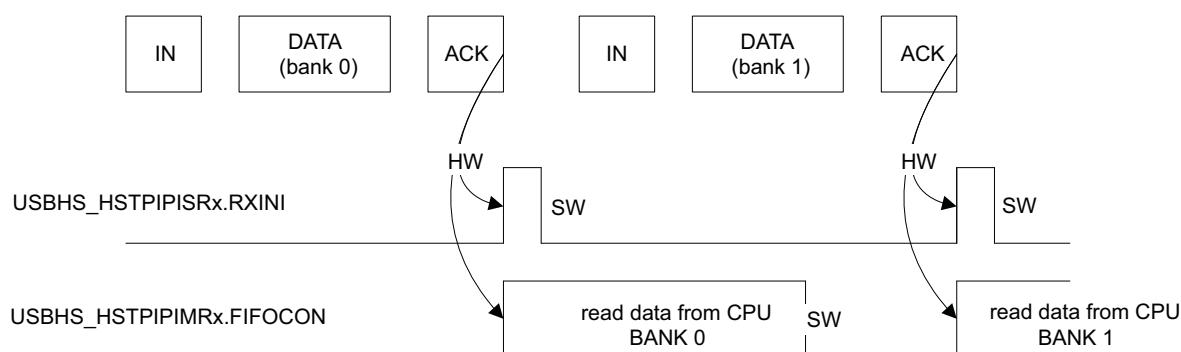 IN
DATA
(bank 0)
ACK
IN
DATA
(bank 1)
ACK
HW
HW
USBHS_HSTPIPISRx.RXINI
SW
SW
USBHS_HSTPIPIMRx.FIFOCON
read data from CPU
BANK 0
SW
read data from CPU
BANK 1